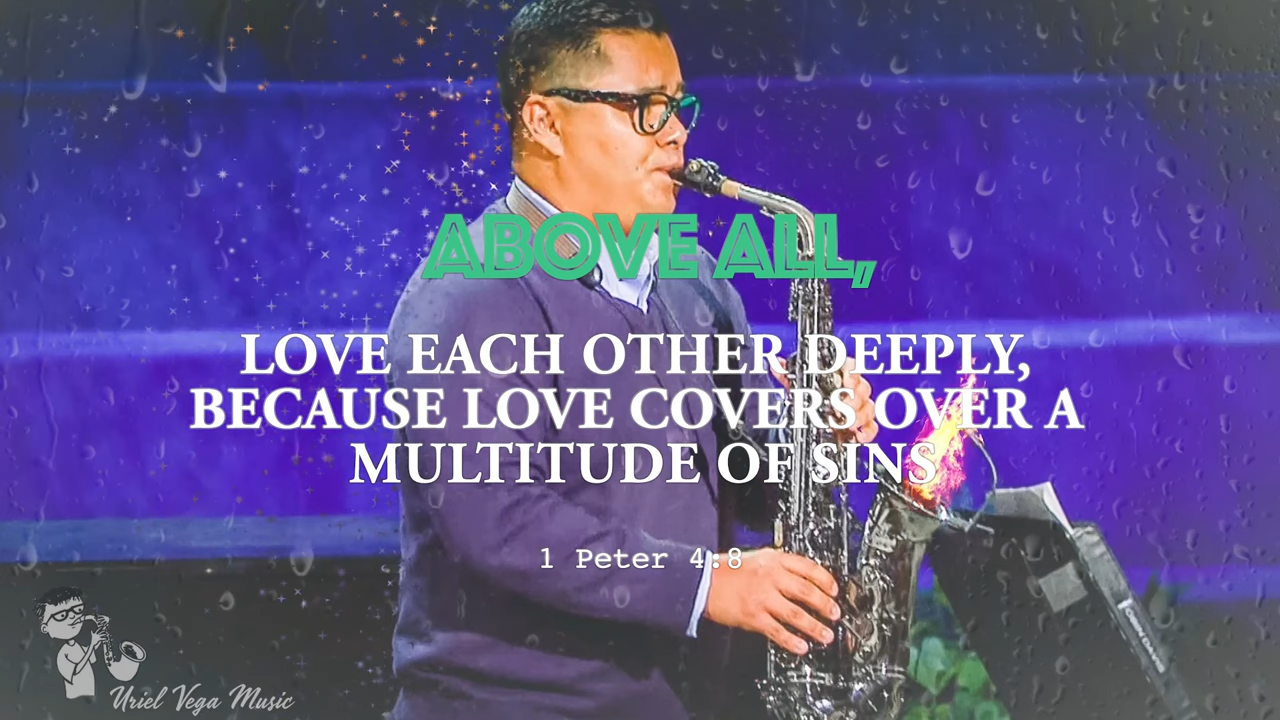 ABOVE ALL,
LOVE EACH OTHER DEEPLY,
BECAUSE LOVE COVERS OVER A
MULTITUDE OF SINS
1 Peter 4:8
Uriel Vega Music